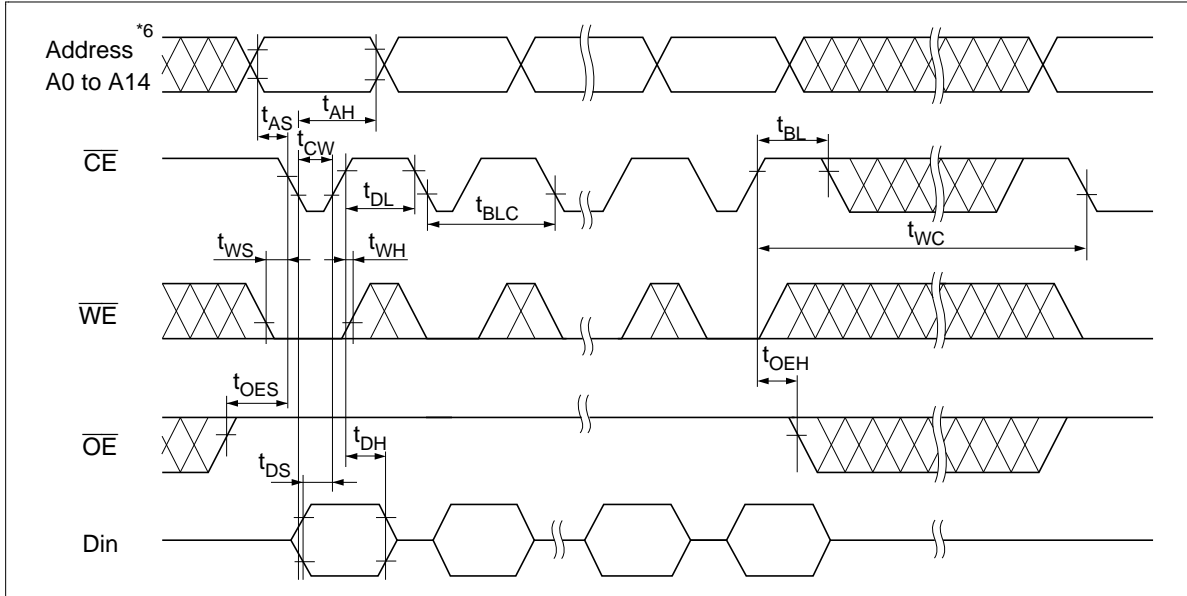 Address *6
A0 to A14
tAS
tAH
tCW
tBL
CE
tDL
tBLC
tWC
tWS
tWH
WE
tOES
tOEH
OE
tDH
tDS
Din